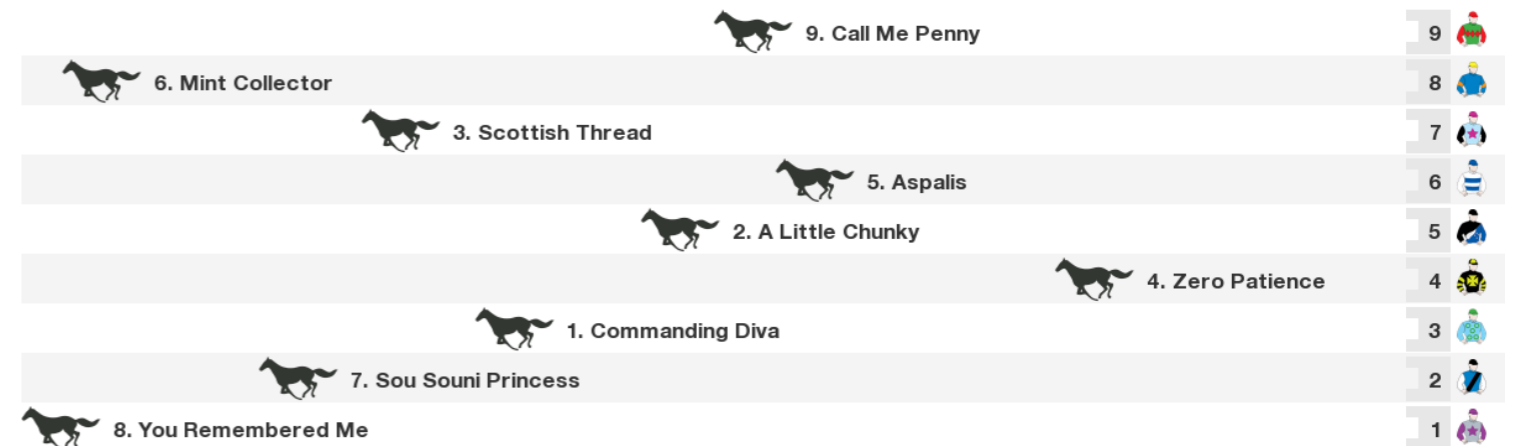 9. Call Me Penny 9
6. Mint Collector 8
3. Scottish Thread 7
5. Aspalis 6
2. A Little Chunky 5
4. Zero Patience 4
1. Commanding Diva 3
7. Sou Souni Princess 2
8. You Remembered Me 1